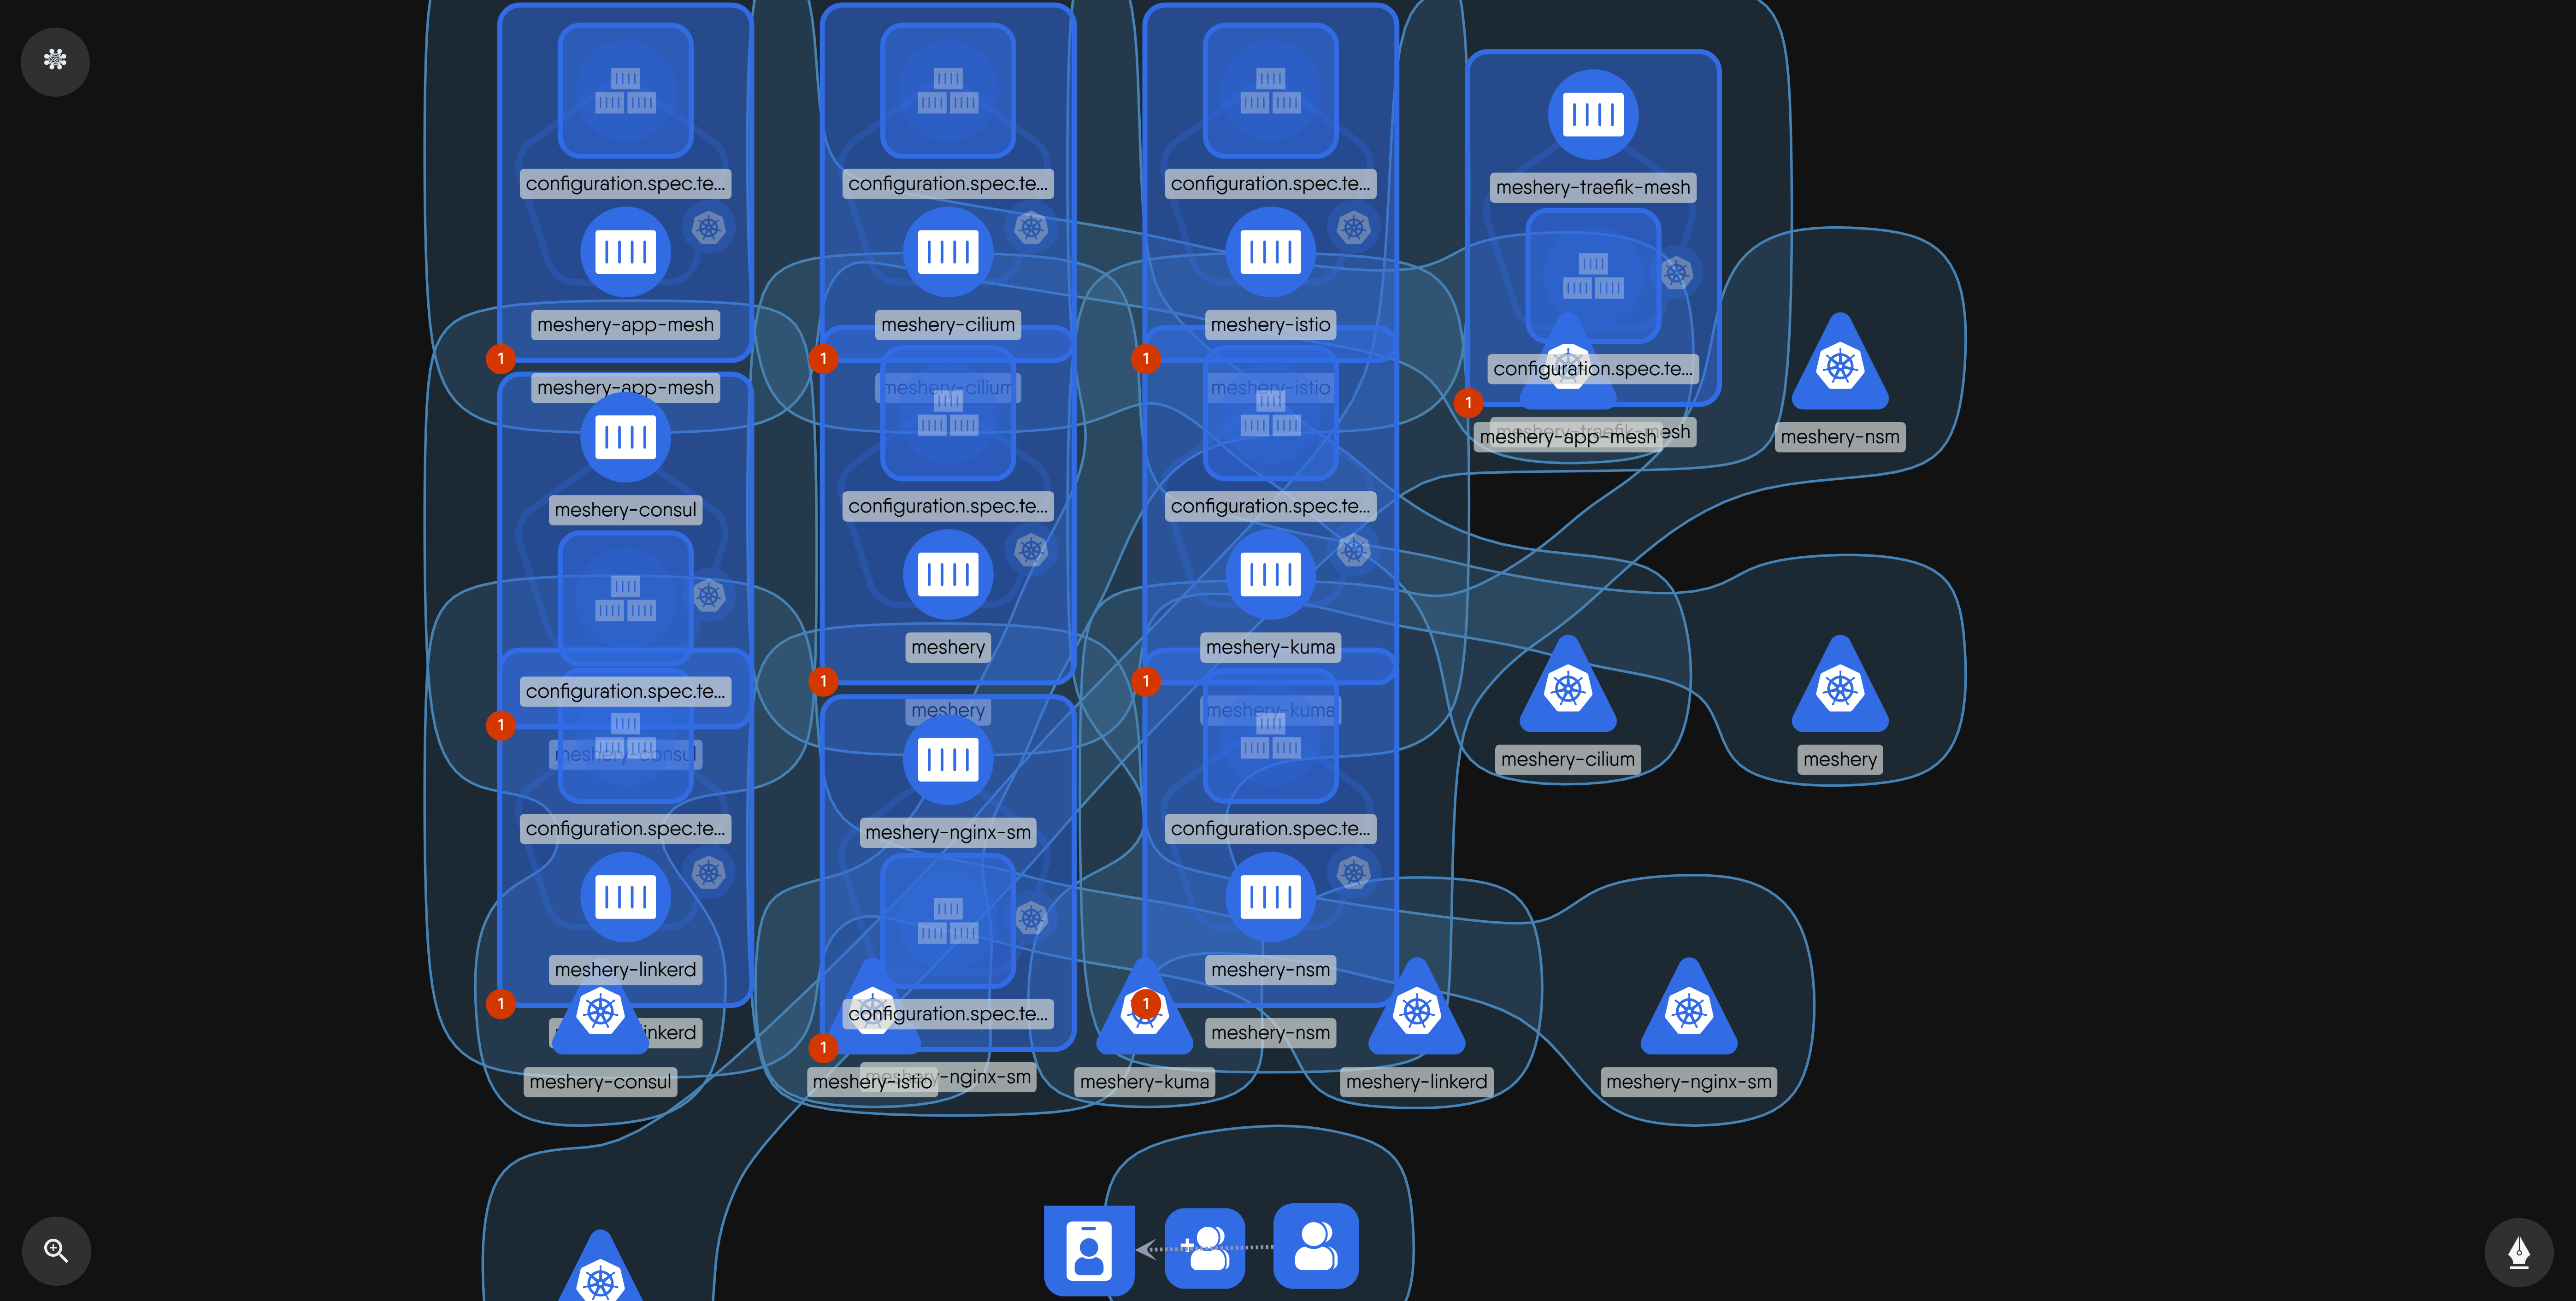 configuration.spec.te...
configuration.spec.te...
configuration.spec.te...
meshery-traefik-mesh
meshery-app-mesh
meshery-cilium
meshery-istio
1
1
1
configuration.spec.te...
meshery-app-mesh
meshery-cilium
meshery-istio
1
meshery-app-mesh
meshery-traefik-mesh
meshery-nsm
meshery-consul
configuration.spec.te...
configuration.spec.te...
meshery
meshery-kuma
1
1
configuration.spec.te...
meshery
meshery-kuma
1
meshery-consul
meshery-cilium
meshery
configuration.spec.te...
meshery-nginx-sm
configuration.spec.te...
meshery-linkerd
meshery-nsm
1
1
configuration.spec.te...
inkerd
meshery-nsm
1
meshery-consul
meshery-istio
-nginx-sm
meshery-kuma
meshery-linkerd
meshery-nginx-sm